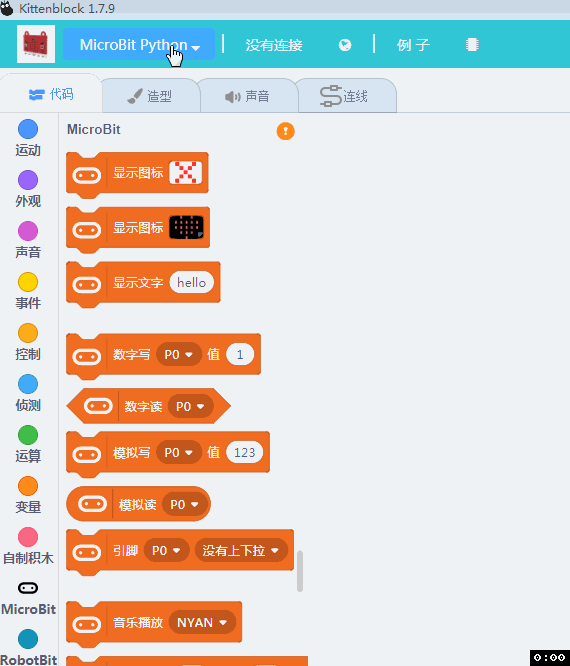 Kittenblock 1.7.9
MicroBit Python
没有连接
例 子
代码
造型
声音
连线
运动
外观
声音
事件
控制
侦测
运算
变量
自制积木
MicroBit
RobotBit
MicroBit
显示图标
显示图标
显示文字 hello
数字写 P0 值 1
数字读 P0
模拟写 P0 值 123
模拟读 P0
引脚 P0 没有上下拉
音乐播放 NYAN
0:00